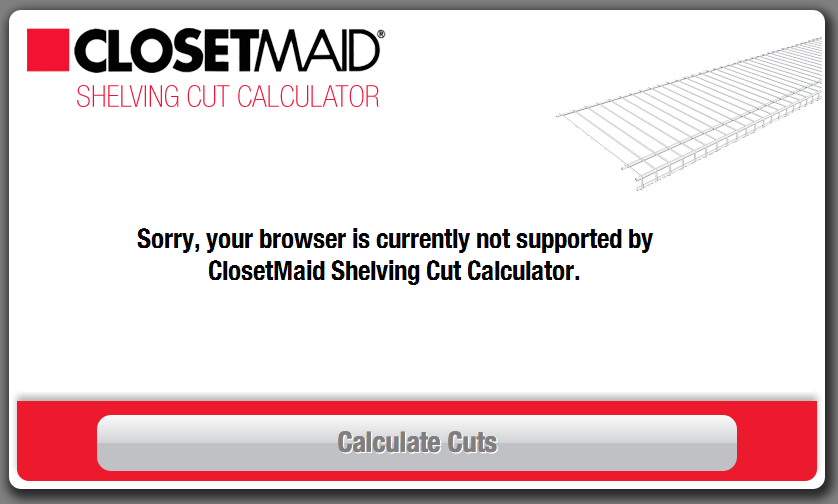 CLOSETMAID®
SHELVING CUT CALCULATOR
Sorry, your browser is currently not supported by
ClosetMaid Shelving Cut Calculator.
Calculate Cuts